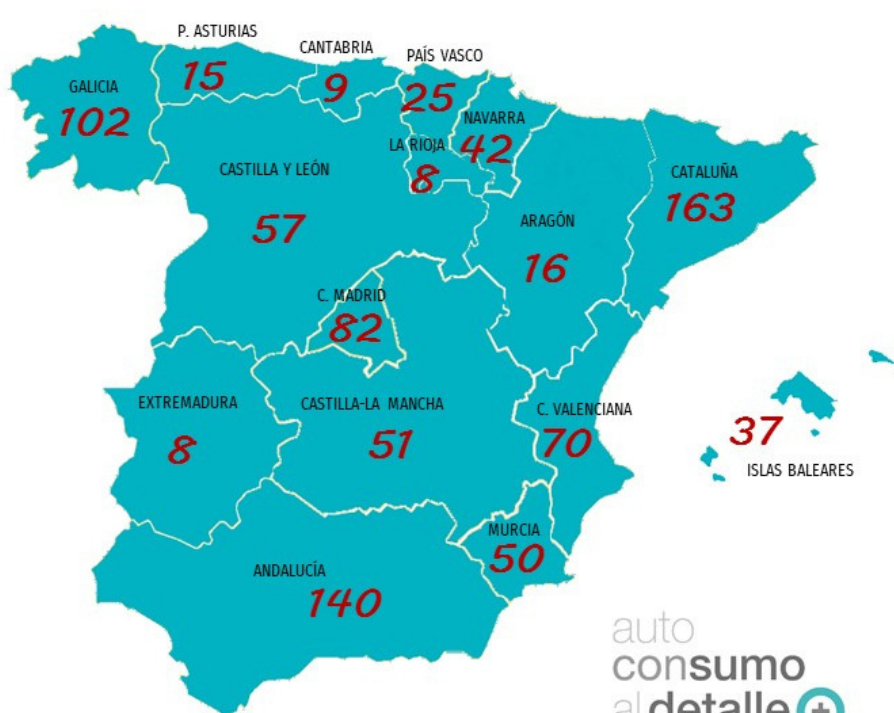 P. ASTURIAS
15
CANTABRIA
9
PAÍS VASCO
25
GALICIA
102
NAVARRA
42
LA RIOJA
8
CASTILLA Y LEÓN
57
CATALUÑA
163
ARAGÓN
16
C. MADRID
82
EXTREMADURA
8
CASTILLA-LA MANCHA
51
C. VALENCIANA
70
37
ISLAS BALEARES
MURCIA
50
ANDALUCÍA
140
auto
consumo
al detalle +